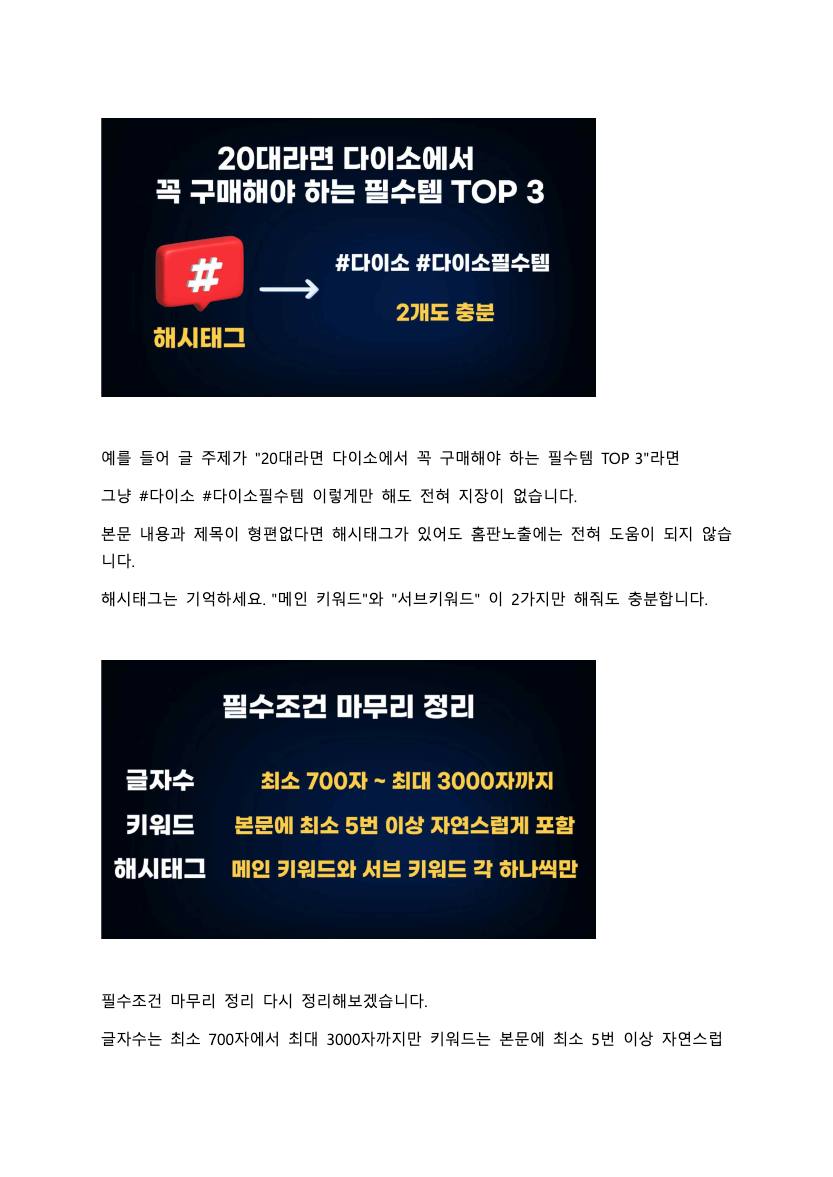 20대라면 다이소에서
꼭 구매해야 하는 필수템 TOP 3
#
해시태그
#다이소 #다이소필수템
2개도 충분
예를 들어 글 주제가 "20대라면 다이소에서 꼭 구매해야 하는 필수템 TOP 3"라면
그냥 #다이소 #다이소필수템 이렇게만 해도 전혀 지장이 없습니다.
본문 내용과 제목이 형편없다면 해시태그가 있어도 홈판노출에는 전혀 도움이 되지 않습
니다.
해시태그는 기억하세요. "메인 키워드"와 "서브키워드" 이 2가지만 해줘도 충분합니다.
필수조건 마무리 정리
글자수 최소 700자 ~ 최대 3000자까지
키워드 본문에 최소 5번 이상 자연스럽게 포함
해시태그 메인 키워드와 서브 키워드 각 하나씩만
필수조건 마무리 정리 다시 정리해보겠습니다.
글자수는 최소 700자에서 최대 3000자까지만 키워드는 본문에 최소 5번 이상 자연스럽